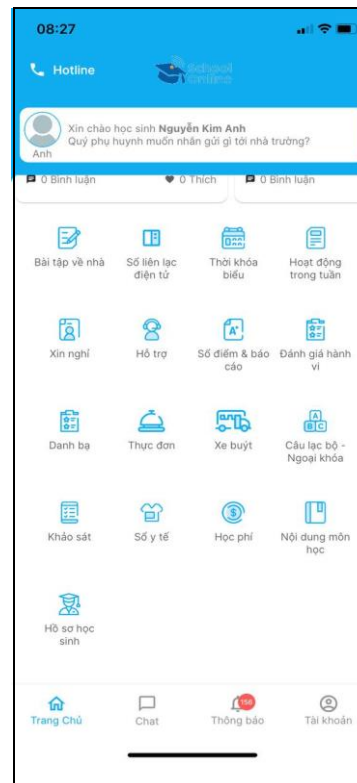 08:27
Hotline
School
Online
Xin chào học sinh Nguyễn Kim Anh
Quý phụ huynh muốn nhắn gửi gì tới nhà trường?
Anh
0 Bình luận
0 Thích
0 Bình luận
Bài tập về nhà
Sổ liên lạc
điện tử
Thời khóa
biểu
Hoạt động
trong tuần
Xin nghỉ
Hỗ trợ
Sổ điểm & báo
cáo
Đánh giá hành
vi
Danh bạ
Thực đơn
Xe buýt
Câu lạc bộ -
Ngoại khóa
Khảo sát
Sổ y tế
Học phí
Nội dung môn
học
Hồ sơ học
sinh
Trang Chủ
Chat
156
Thông báo
Tài khoản